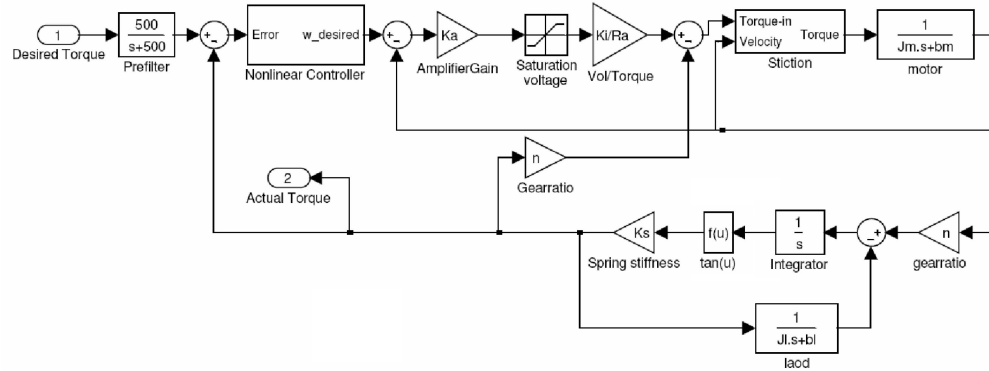 1
Desired Torque
500
s+500
Prefilter
+
-
Error
w_desired
Nonlinear Controller
+
-
Ka
AmplifierGain
Saturation
voltage
Ki/Ra
Vol/Torque
+
-
Torque-in
Velocity
Torque
Stiction
1
Jm.s+bm
motor
n
Gearratio
2
Actual Torque
Ks
Spring stiffness
f(u)
tan(u)
1
s
Integrator
-
+
n
gearratio
1
Jl.s+bl
laod